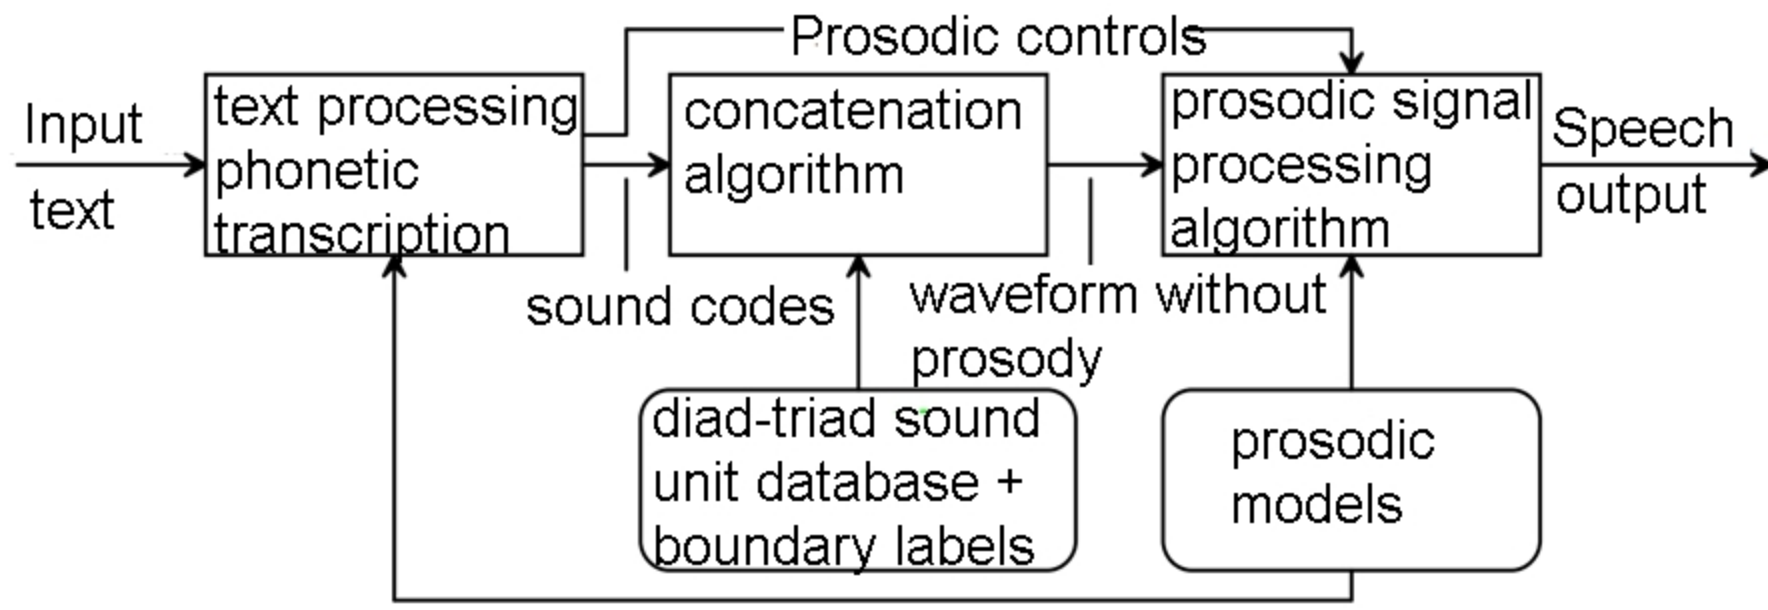 Prosodic controls
Input
text
text processing
phonetic
transcription
concatenation
algorithm
prosodic signal
processing
algorithm
Speech
output
sound codes
waveform without
prosody
diad-triad sound
unit database +
boundary labels
prosodic
models